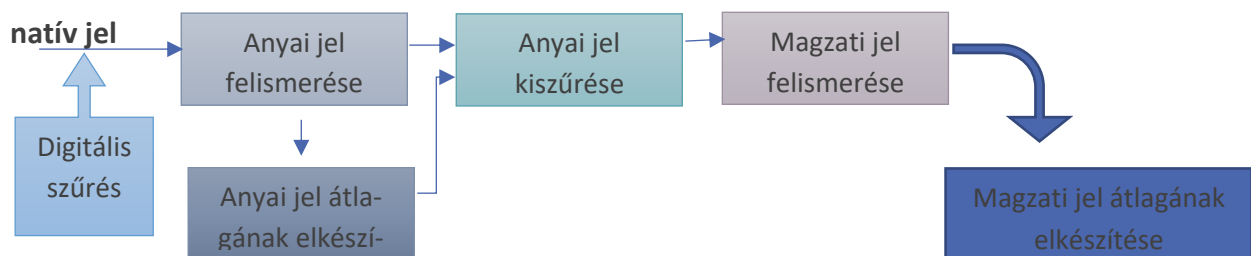 natív jel
Anyai jel
felismerése
Anyai jel
kiszűrése
Magzati jel
felismerése
Digitális
szűrés
Anyai jel átla-
gának elkészí-
Magzati jel átlagának
elkészítése